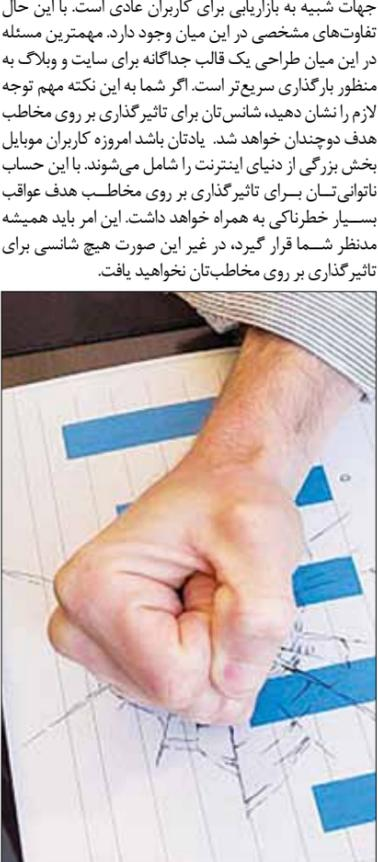 جهات شبیه به بازاریابی برای کاربران عادی است. با این حال
تفاوت‌های مشخصی در این میان وجود دارد. مهمترین مسئله
در این میان طراحی یک قالب جداگانه برای سایت و وبلاگ به
منظور بارگذاری سریع‌تر است. اگر شما به این نکته مهم توجه
لازم را نشان دهید، شانس‌تان برای تاثیرگذاری بر روی مخاطب
هدف دوچندان خواهد شد. یادتان باشد امروزه کاربران موبایل
بخش بزرگی از دنیای اینترنت را شامل می‌شوند. با این حساب
ناتوانی‌تان برای تاثیرگذاری بر روی مخاطب هدف عواقب
بسیار خطرناکی به همراه خواهد داشت. این امر باید همیشه
مدنظر شما قرار گیرد، در غیر این صورت هیچ شانسی برای
تاثیرگذاری بر روی مخاطب‌تان نخواهید یافت.